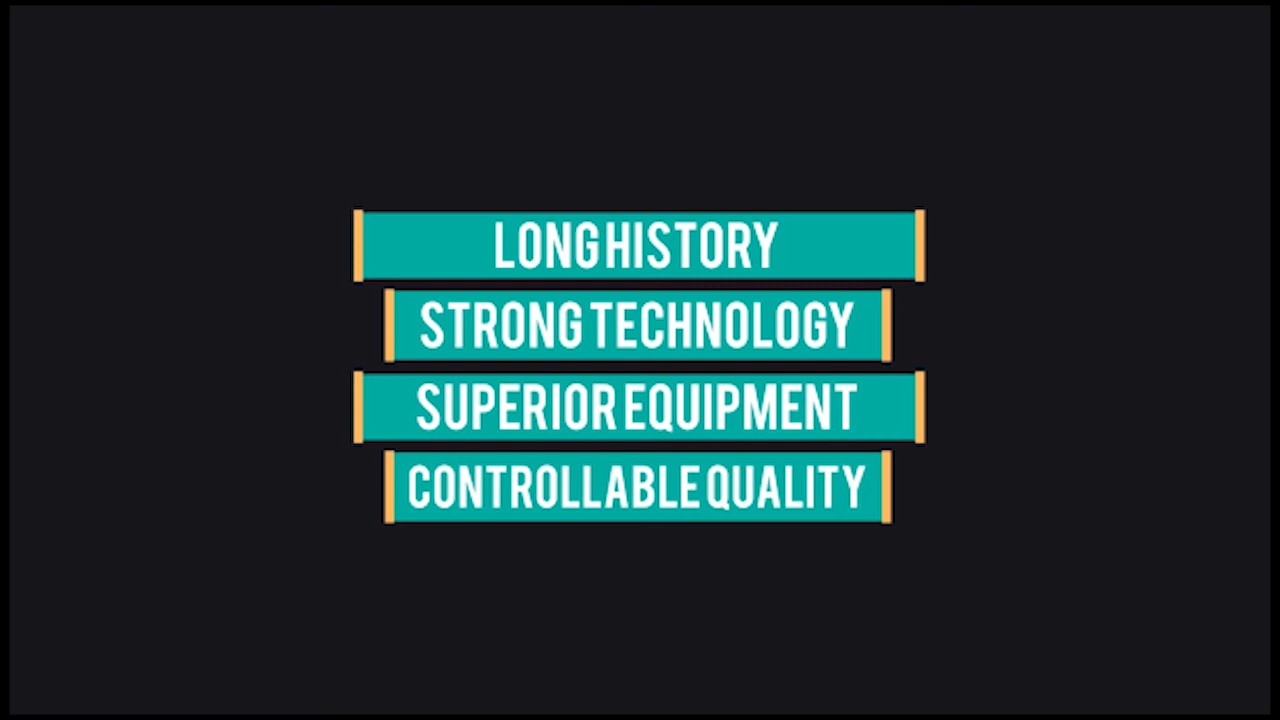 LONG HISTORY
STRONG TECHNOLOGY
SUPERIOR EQUIPMENT
CONTROLLABLE QUALITY